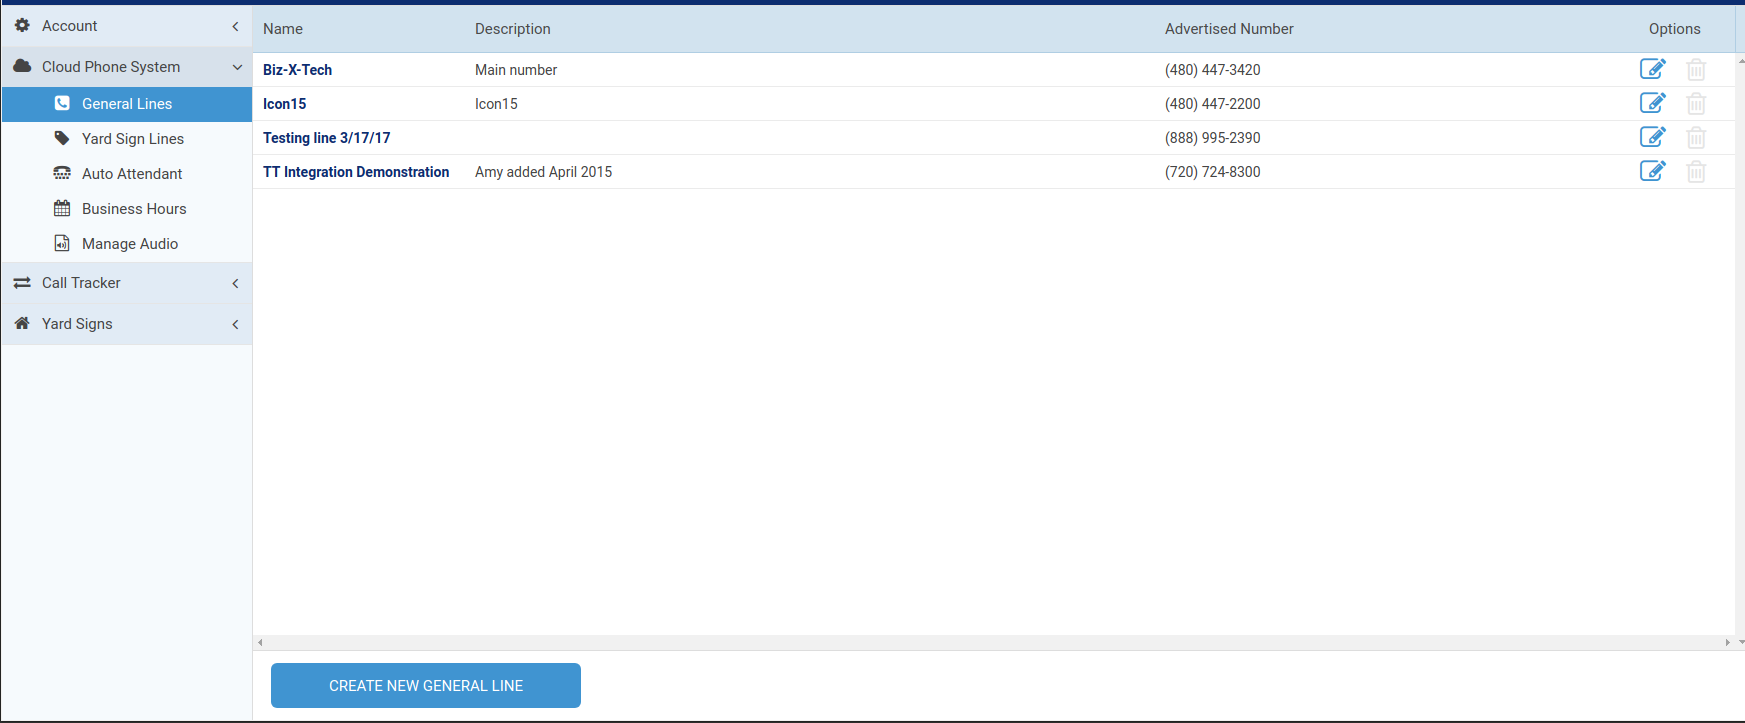 Account
Cloud Phone System
General Lines
Yard Sign Lines
Auto Attendant
Business Hours
Manage Audio
Call Tracker
Yard Signs
Name Description Advertised Number Options
Biz-X-Tech Main number (480) 447-3420
Icon15 Icon15 (480) 447-2200
Testing line 3/17/17 (888) 995-2390
TT Integration Demonstration Amy added April 2015 (720) 724-8300
CREATE NEW GENERAL LINE